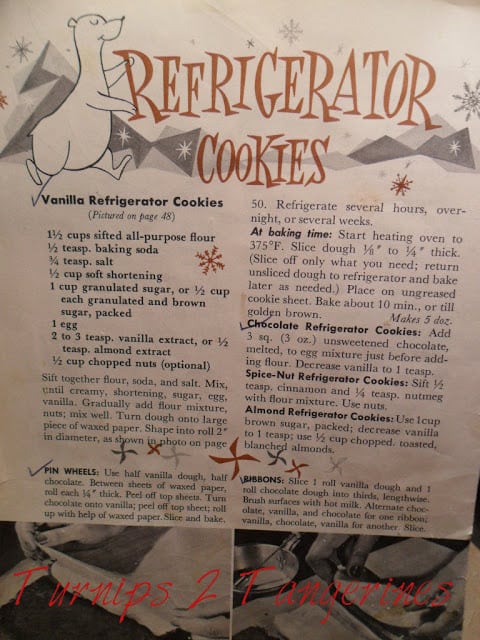 REFRIGERATOR
COOKIES
Vanilla Refrigerator Cookies
(Pictured on page 48)
1½ cups sifted all-purpose flour
½ teasp. baking soda
¾ teasp. salt
½ cup soft shortening
1 cup granulated sugar, or ½ cup
each granulated and brown
sugar, packed
1 egg
2 to 3 teasp. vanilla extract, or ½
teasp. almond extract
½ cup chopped nuts (optional)
Sift together flour, soda, and salt. Mix,
until creamy, shortening, sugar, egg,
vanilla. Gradually add flour mixture,
nuts; mix well. Turn dough onto large
piece of waxed paper. Shape into roll 2"
in diameter, as shown in photo on page
50. Refrigerate several hours, over-
night, or several weeks.
At baking time: Start heating oven to
375°F. Slice dough ⅛" to ¼" thick.
(Slice off only what you need; return
unsliced dough to refrigerator and bake
later as needed.) Place on ungreased
cookie sheet. Bake about 10 min., or till
golden brown.
Makes 5 doz.
Chocolate Refrigerator Cookies: Add
3 sq. (3 oz.) unsweetened chocolate,
melted, to egg mixture just before add-
ing flour. Decrease vanilla to 1 teasp.
Spice-Nut Refrigerator Cookies: Sift ½
teasp. cinnamon and ¼ teasp. nutmeg
with flour mixture. Use nuts.
Almond Refrigerator Cookies: Use 1 cup
brown sugar, packed; decrease vanilla
to 1 teasp; use ½ cup chopped, toasted,
blanched almonds.
PIN WHEELS: Use half vanilla dough, half
chocolate. Between sheets of waxed paper,
roll each ¼" thick. Peel off top sheets. Turn
chocolate onto vanilla; peel off top sheet; roll
up with help of waxed paper. Slice and bake.
RIBBONS: Slice 1 roll vanilla dough and 1
roll chocolate dough into thirds, lengthwise.
Brush surfaces with hot milk. Alternate choc-
olate, vanilla, and chocolate for one ribbon;
vanilla, chocolate, vanilla for another. Slice.
Turnips 2 Tangerines